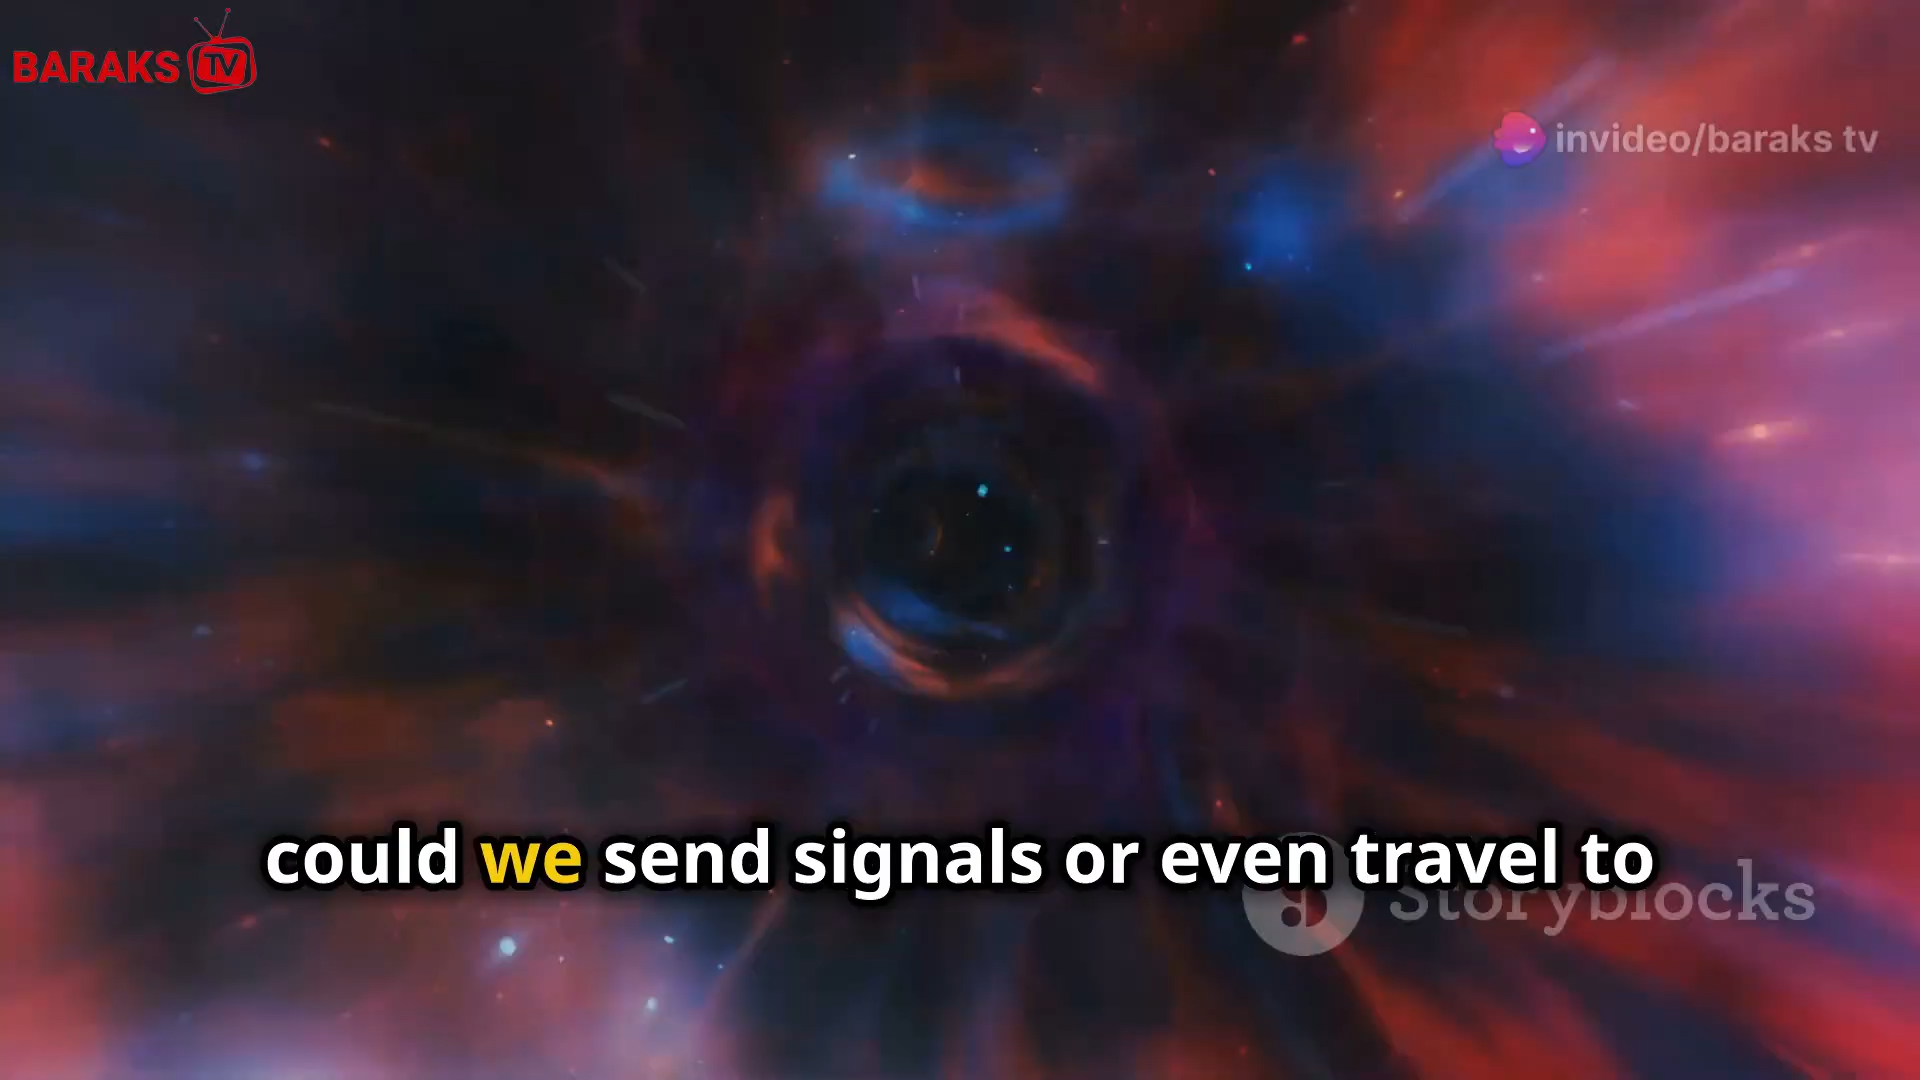 BARAKS TV
invideo/baraks tv
could we send signals or even travel to
Storyblocks